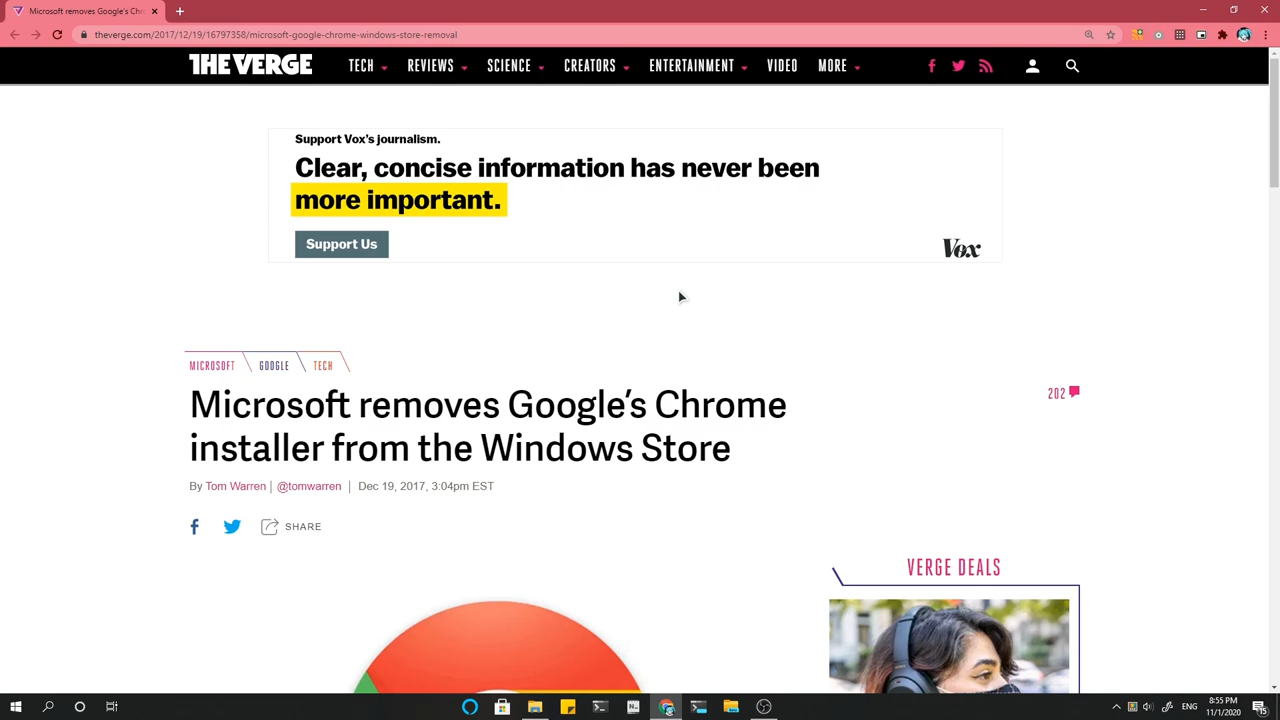 Microsoft removes Google's Chr
theverge.com/2017/12/19/16797358/microsoft-google-chrome-windows-store-removal
THE VERGE
TECH
REVIEWS
SCIENCE
CREATORS
ENTERTAINMENT
VIDEO
MORE
Support Vox's journalism.
Clear, concise information has never been
more important.
Support Us
Vox
MICROSOFT
GOOGLE
TECH
Microsoft removes Google's Chrome
installer from the Windows Store
202
By Tom Warren | @tomwarren | Dec 19, 2017, 3:04pm EST
SHARE
VERGE DEALS
ENG
8:55 PM
11/1/2020
15